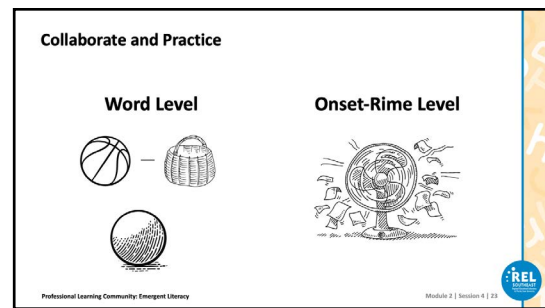 Collaborate and Practice
Word Level
Onset-Rime Level
Professional Learning Community: Emergent Literacy
Module 2 | Session 4 | 23
REL
SOUTHEAST